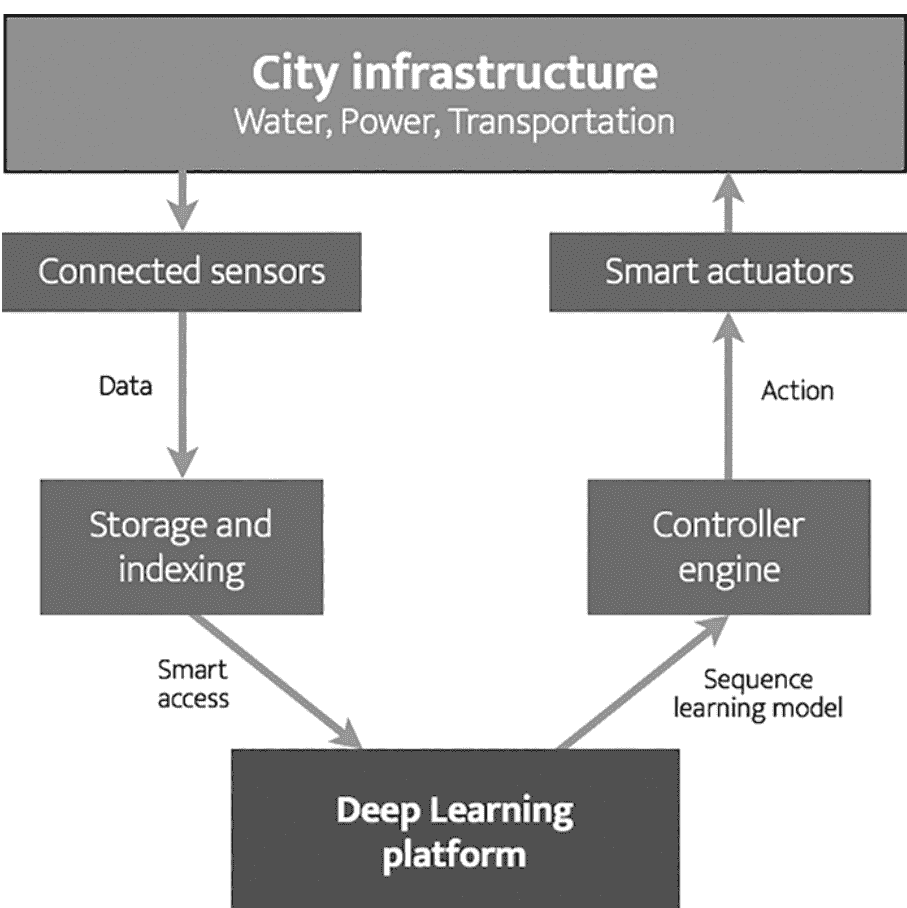 City infrastructure
Water, Power, Transportation
Connected sensors
Smart actuators
Data
Action
Storage and
indexing
Controller
engine
Smart
access
Sequence
learning model
Deep Learning
platform